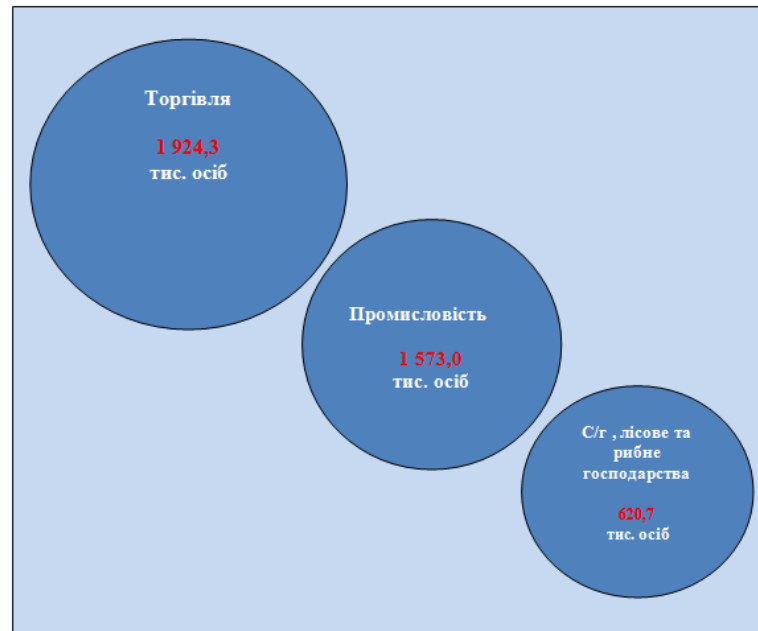 Торгівля
1 924,3
тис. осіб
Промисловість
1 573,0
тис. осіб
С/г , лісове та
рибне
господарства
620,7
тис. осіб